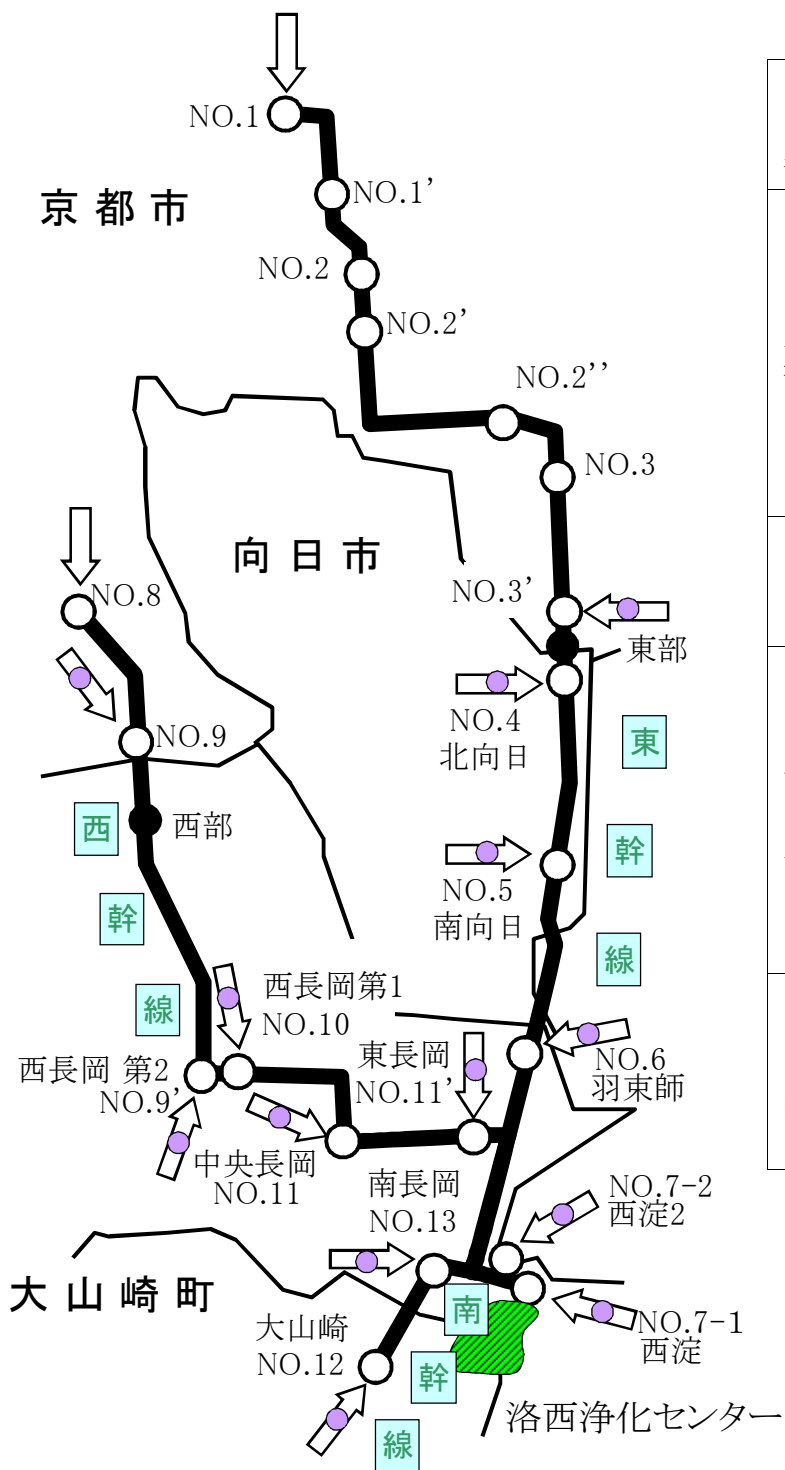 NO.1
京都市
NO.1'
NO.2
NO.2'
NO.2''
NO.3
向日市
NO.8
NO.3'
東部
NO.4
北向日
NO.9
東
幹
線
西部
西
幹
線
NO.5
南向日
西長岡第1
NO.10
東長岡
NO.11'
NO.6
羽束師
西長岡 第2
NO.9'
中央長岡
NO.11
南長岡
NO.13
NO.7-2
西淀2
大山崎町
大山崎
NO.12
NO.7-1
西淀
南
幹
線
洛西浄化センター